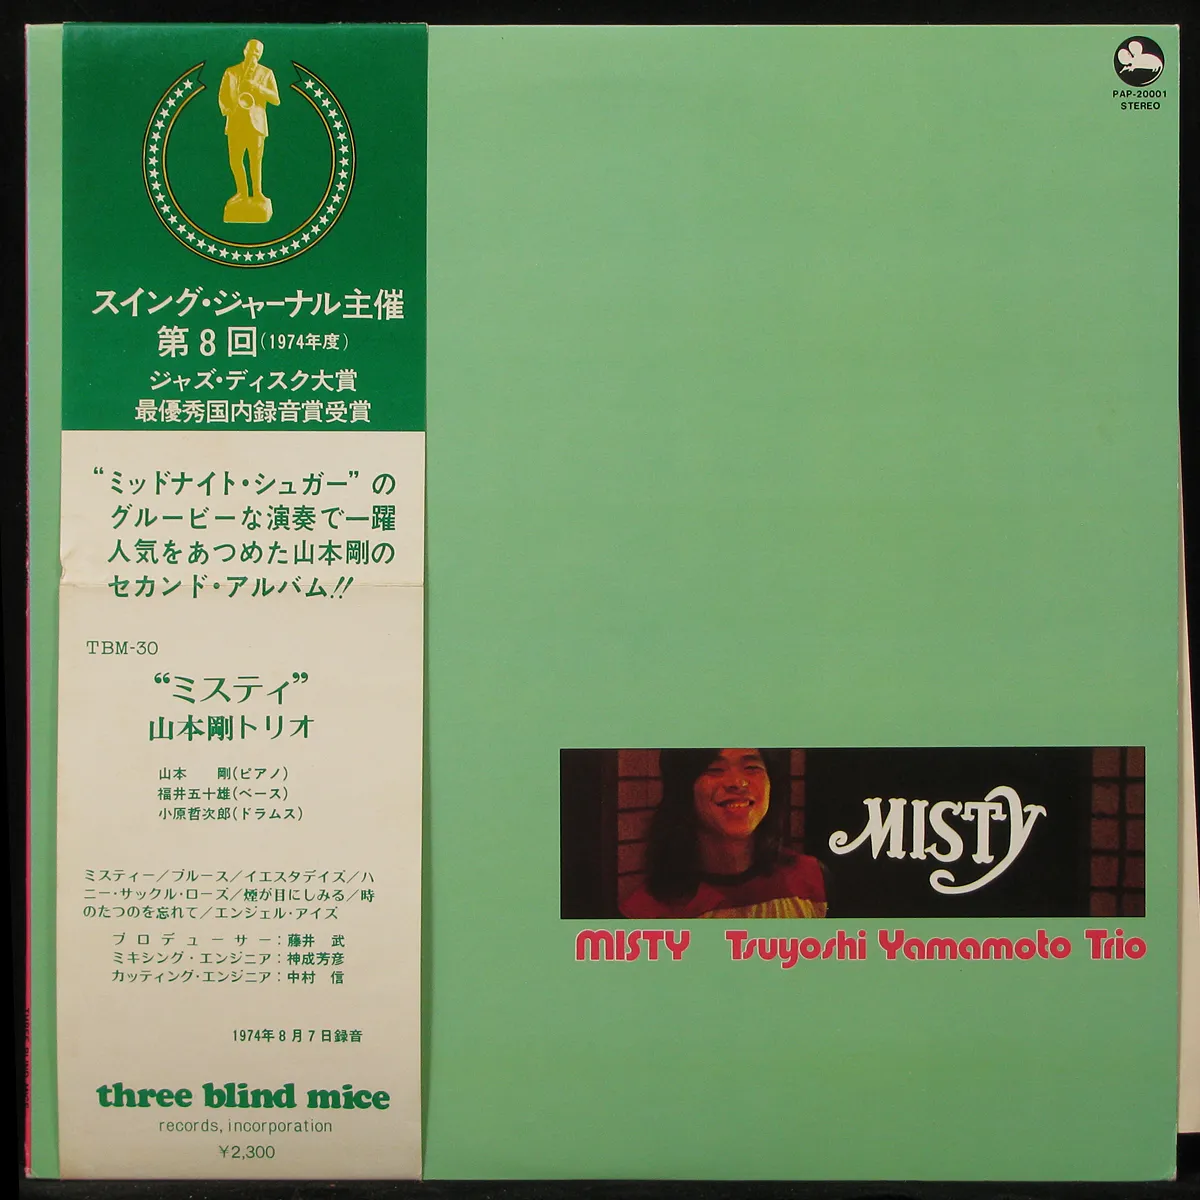 スイング・ジャーナル主催
第8回(1974年度)
ジャズ・ディスク大賞
最優秀国内録音賞受賞
“ミッドナイト・シュガー”の
グルービーな演奏で一躍
人気をあつめた山本剛の
セカンド・アルバム!!
TBM-30
“ミスティ”
山本剛トリオ
山本 剛(ピアノ)
福井五十雄(ベース)
小原哲次郎(ドラムス)
ミスティー/ブルース/イエスタデイズ/ハ
ニー・サックル・ローズ/煙が目にしみる/時
のたつのを忘れて/エンジェル・アイズ
プロデューサー:藤井 武
ミキシング・エンジニア:神成芳彦
カッティング・エンジニア:中村 信
1974年8月7日録音
three blind mice
records, incorporation
¥2,300
PAP-20001
STEREO
MISTY
MISTY Tsuyoshi Yamamoto Trio